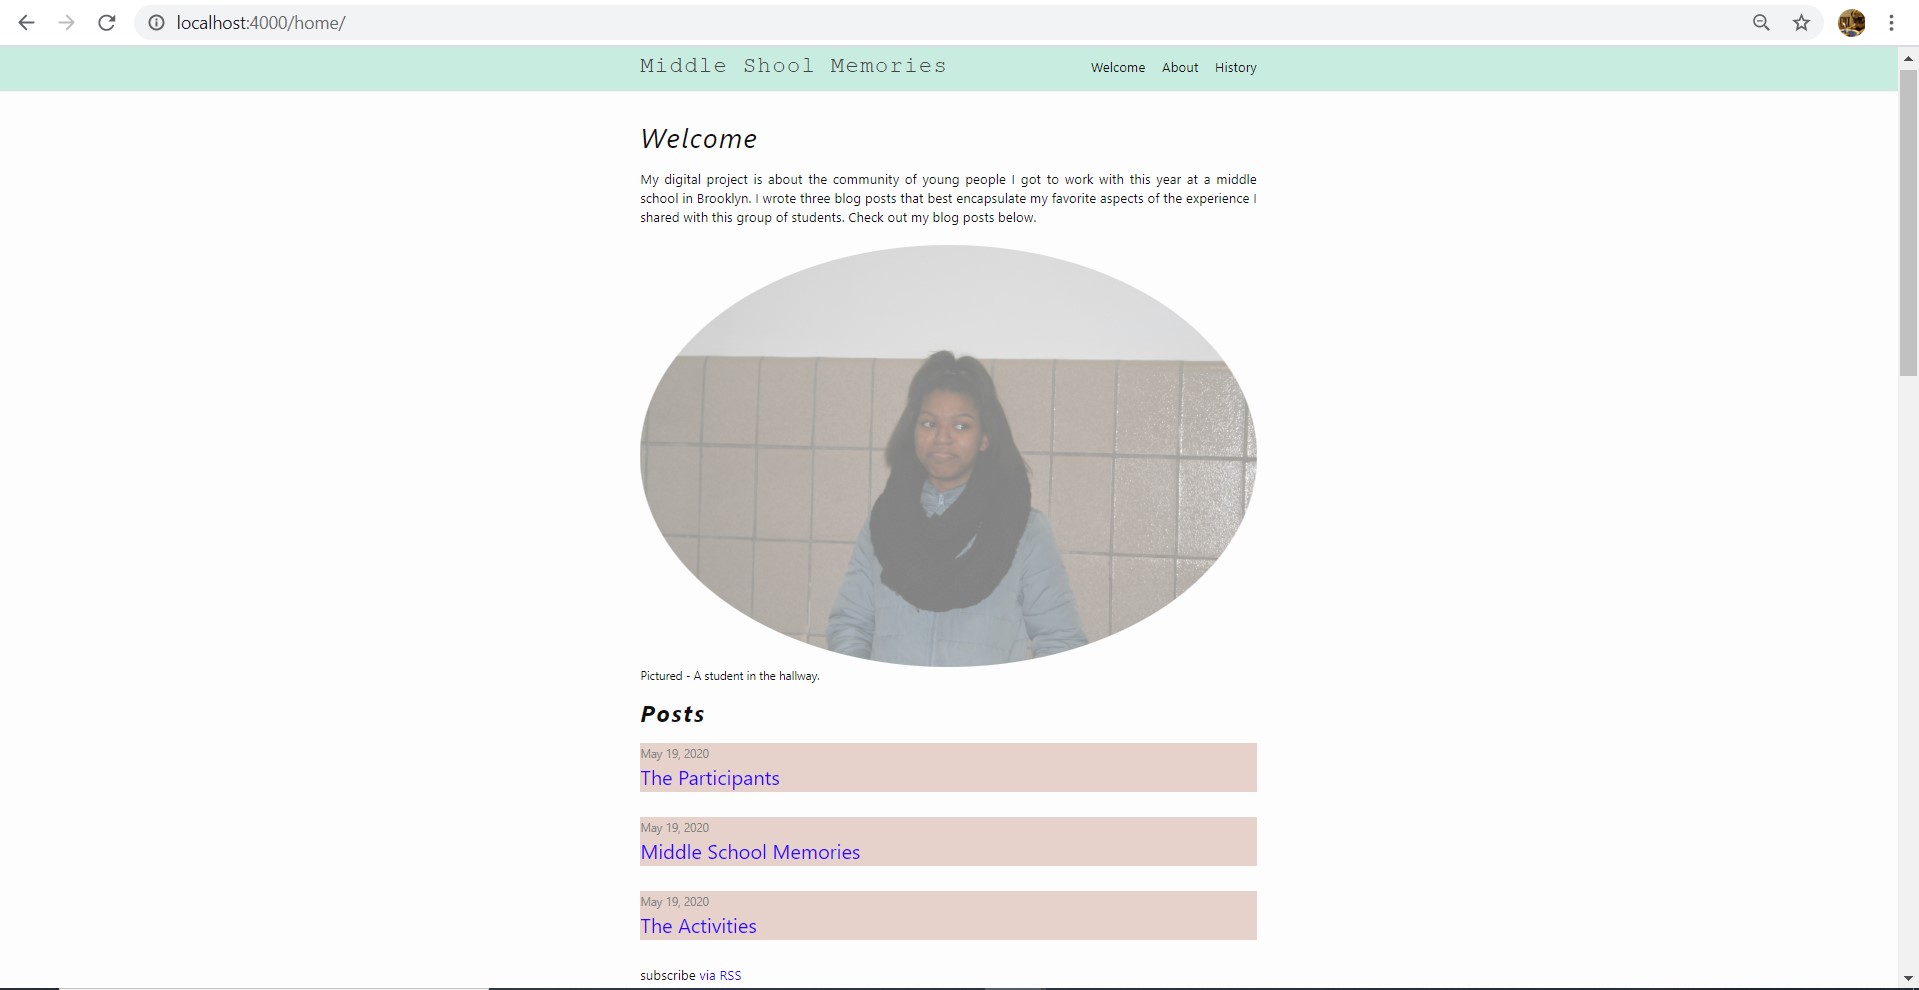 localhost:4000/home/
Middle Shool Memories
Welcome About History
Welcome
My digital project is about the community of young people I got to work with this year at a middle
school in Brooklyn. I wrote three blog posts that best encapsulate my favorite aspects of the experience I
shared with this group of students. Check out my blog posts below.
Pictured - A student in the hallway.
Posts
May 19, 2020
The Participants
May 19, 2020
Middle School Memories
May 19, 2020
The Activities
subscribe via RSS